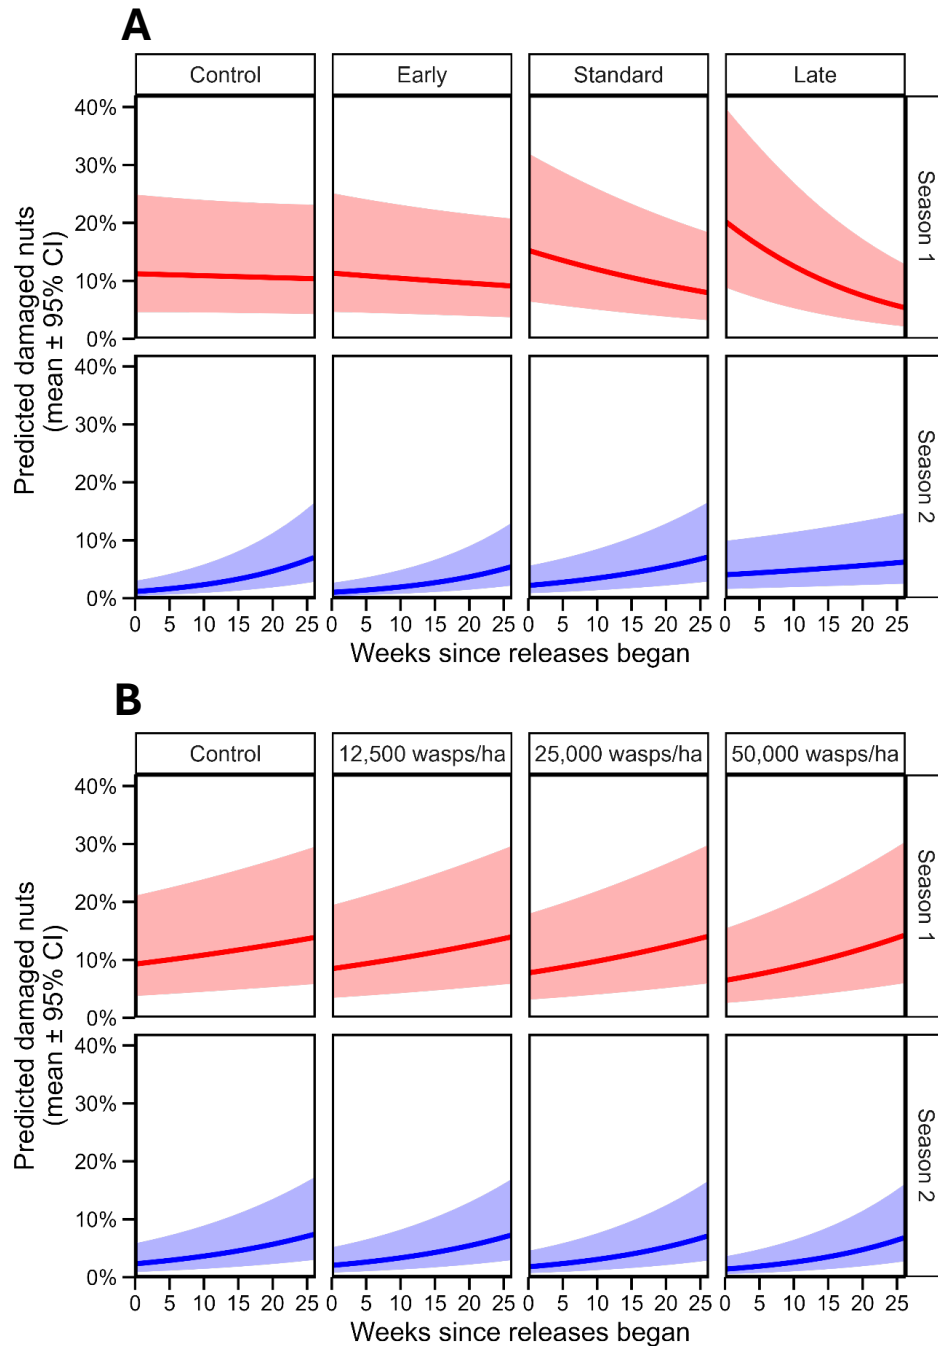 A
Control Early Standard Late
40%
30%
20%
10%
0%
Season 1
40%
30%
20%
10%
0%
Season 2
Predicted damaged nuts
(mean ± 95% CI)
0 5 10 15 20 25 0 5 10 15 20 25 0 5 10 15 20 25 0 5 10 15 20 25
Weeks since releases began
B
Control 12,500 wasps/ha 25,000 wasps/ha 50,000 wasps/ha
40%
30%
20%
10%
0%
Season 1
40%
30%
20%
10%
0%
Season 2
Predicted damaged nuts
(mean ± 95% CI)
0 5 10 15 20 25 0 5 10 15 20 25 0 5 10 15 20 25 0 5 10 15 20 25
Weeks since releases began